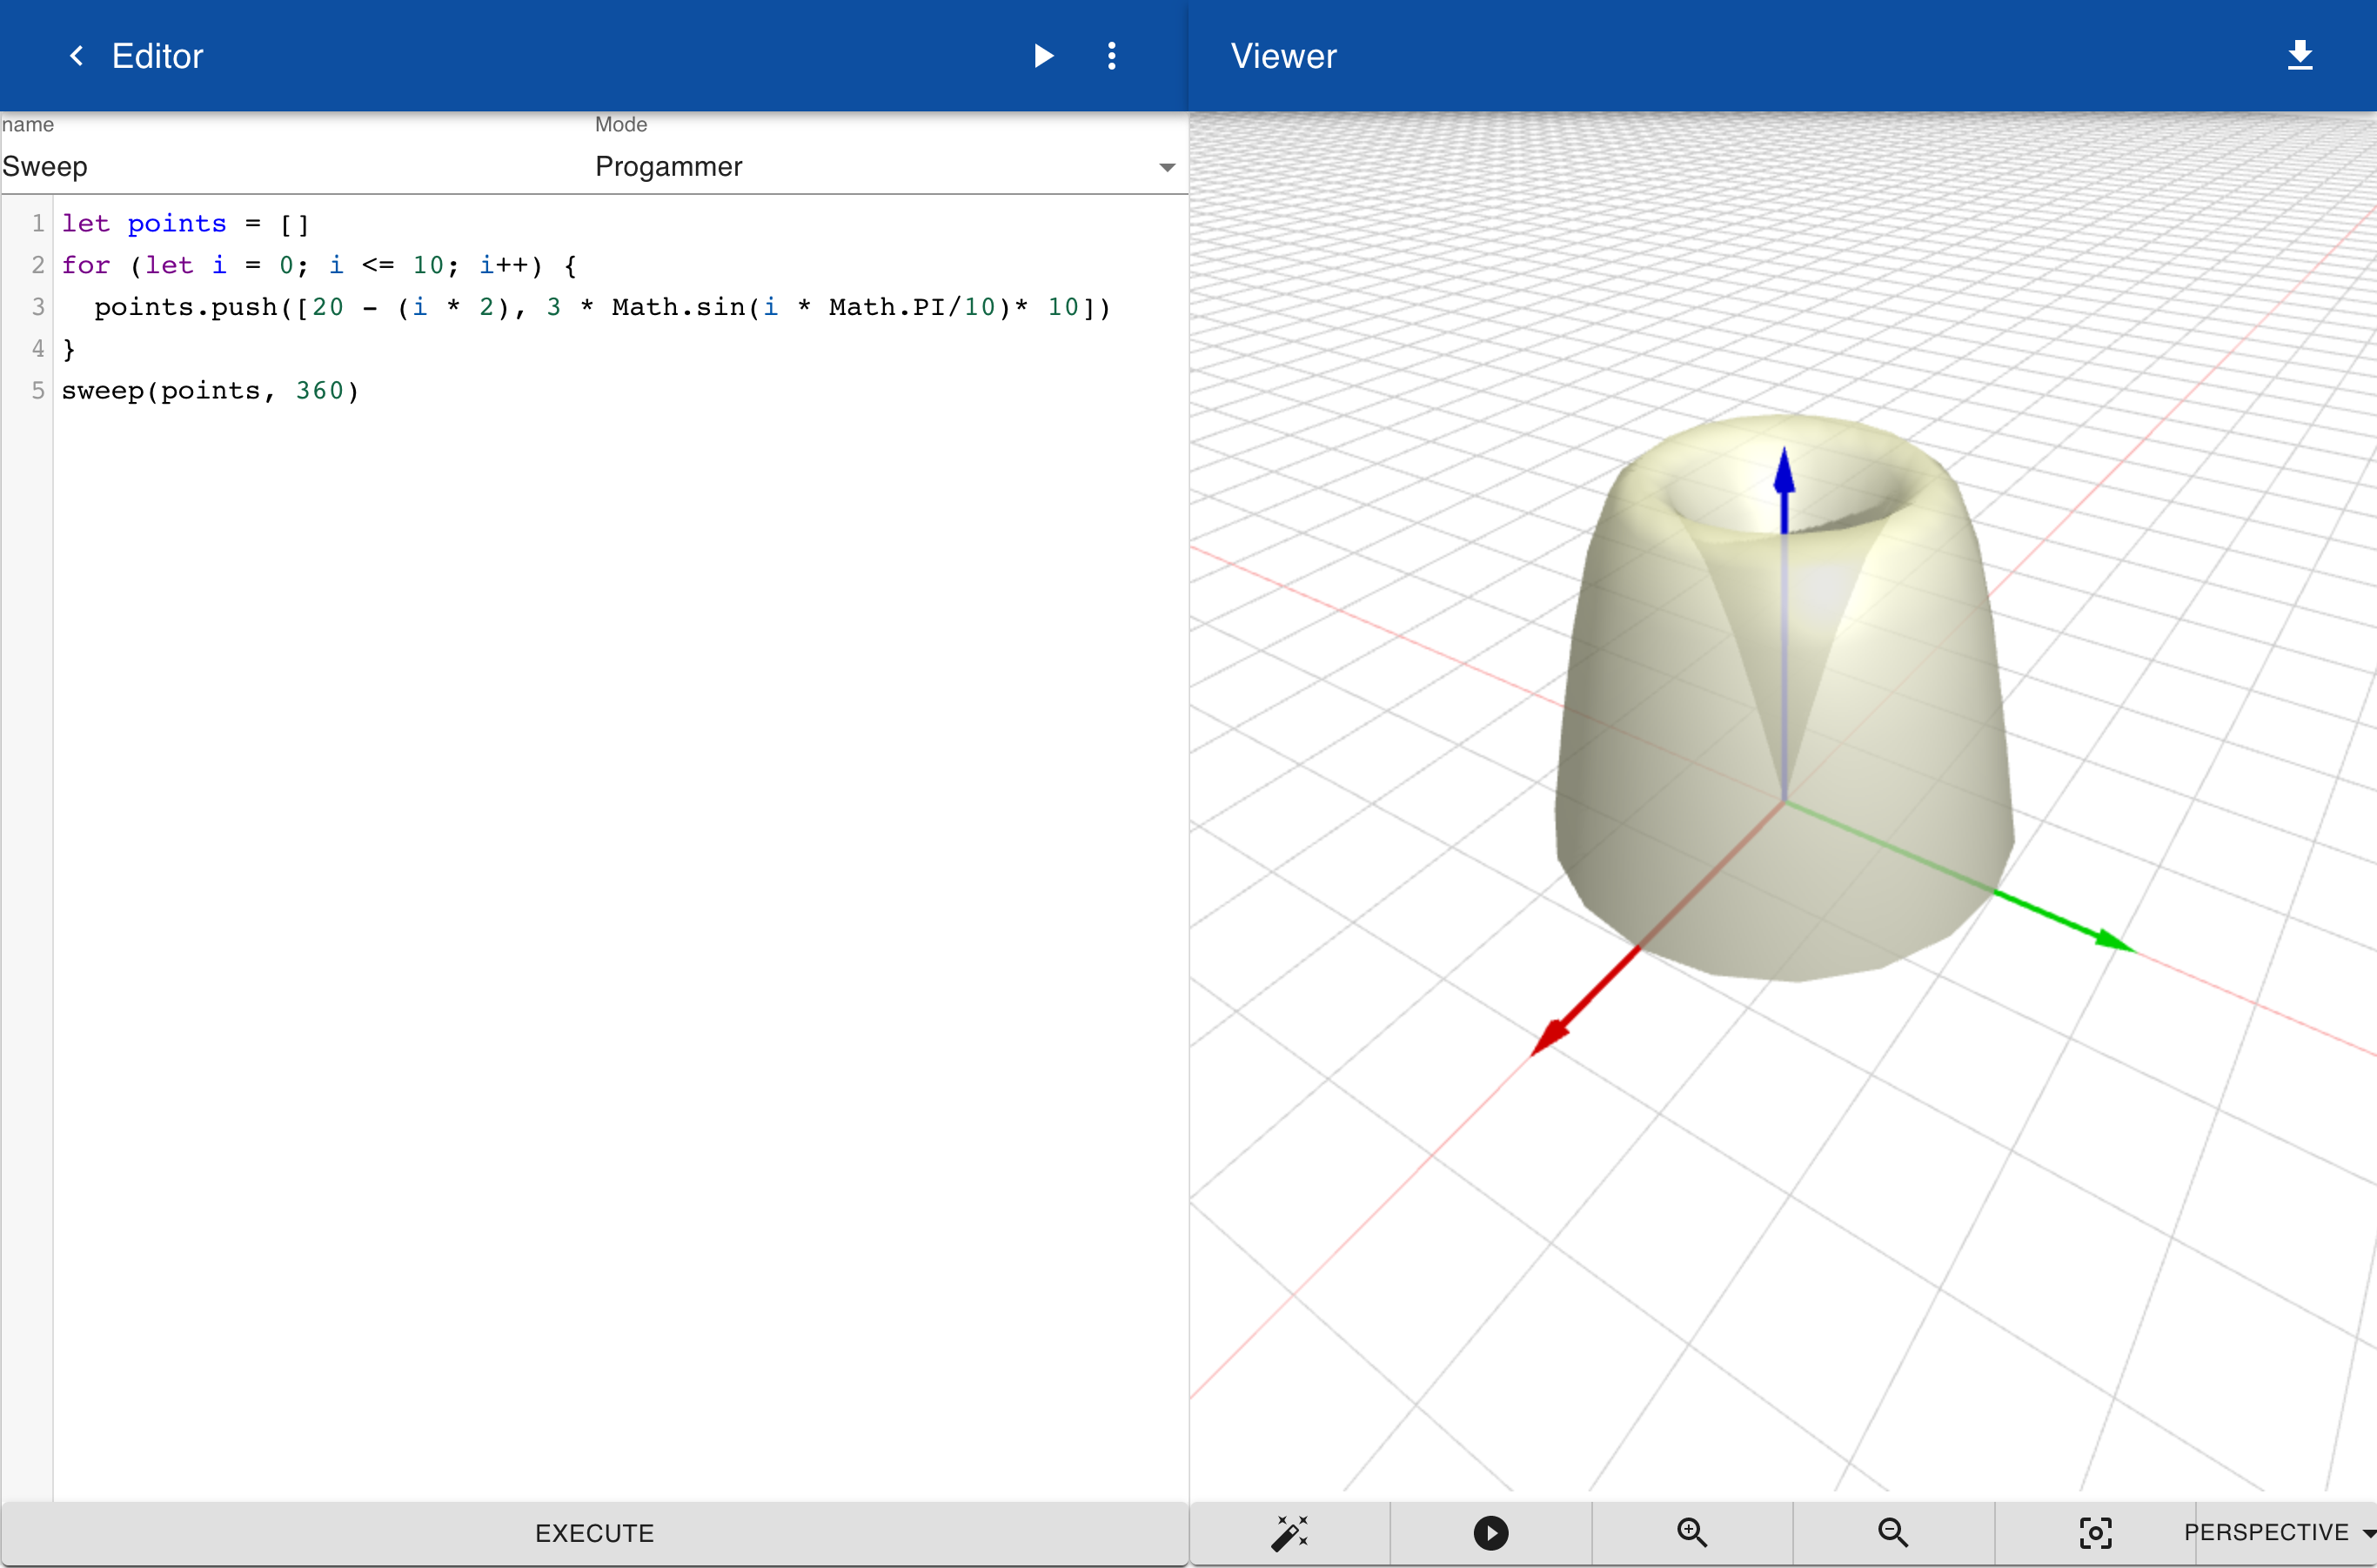 Editor
Viewer
name
Mode
Sweep
Progammer
1 let points = []
2 for (let i = 0; i <= 10; i++) {
3   points.push([20 - (i * 2), 3 * Math.sin(i * Math.PI/10)* 10])
4 }
5 sweep(points, 360)
EXECUTE
PERSPECTIVE